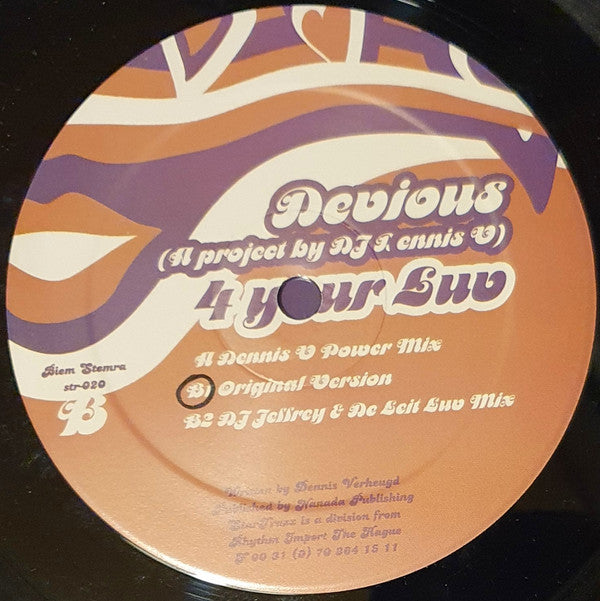 Devious
(A project by DJ Dennis V)
4 your Luv
A Dennis V Power Mix
B) Original Version
B2 DJ Jeffrey & De Leit Luv Mix
Biem Stemra
str-020
B
Written by Dennis Verheugd
Published by Nanada Publishing
StarTraxx is a division from
Rhythm Import The Hague
T 00 31 (0) 70 364 15 11